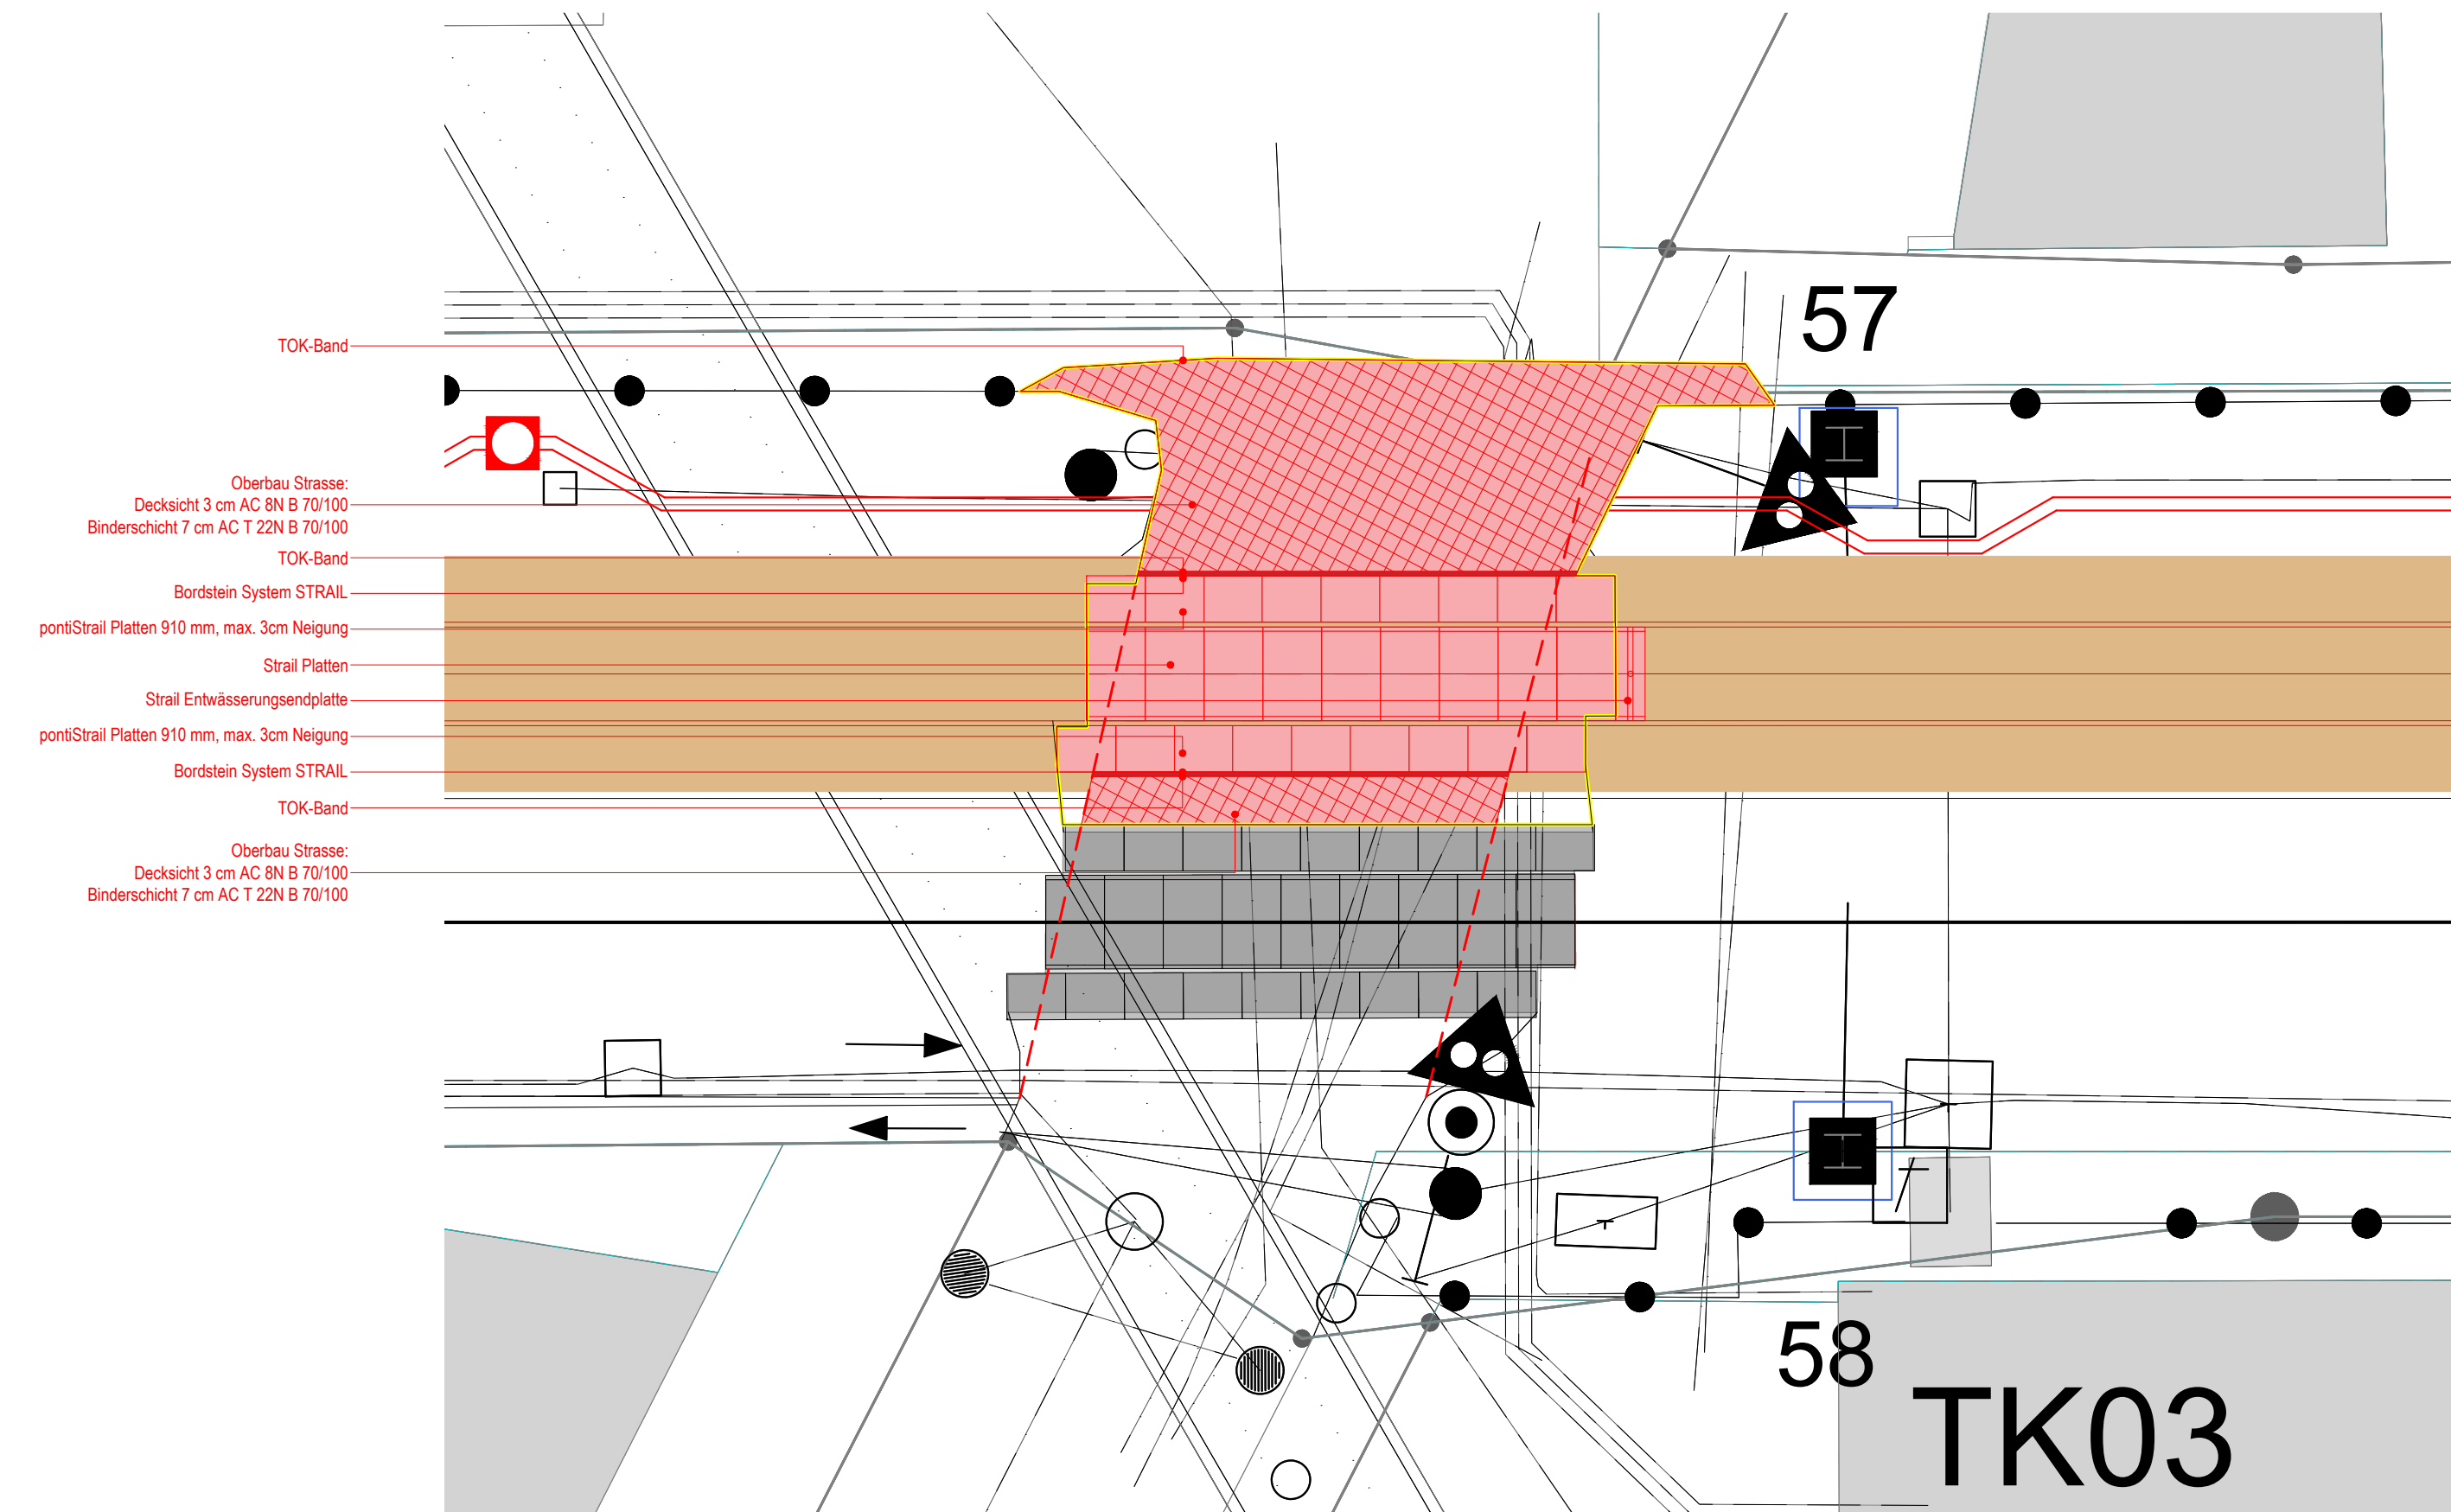 57
TOK-Band
Oberbau Strasse:
Decksicht 3 cm AC 8N B 70/100
Binderschicht 7 cm AC T 22N B 70/100
TOK-Band
Bordstein System STRAIL
pontiStrail Platten 910 mm, max. 3cm Neigung
Strail Platten
Strail Entwässerungsendplatte
pontiStrail Platten 910 mm, max. 3cm Neigung
Bordstein System STRAIL
TOK-Band
Oberbau Strasse:
Decksicht 3 cm AC 8N B 70/100
Binderschicht 7 cm AC T 22N B 70/100
58
TK03